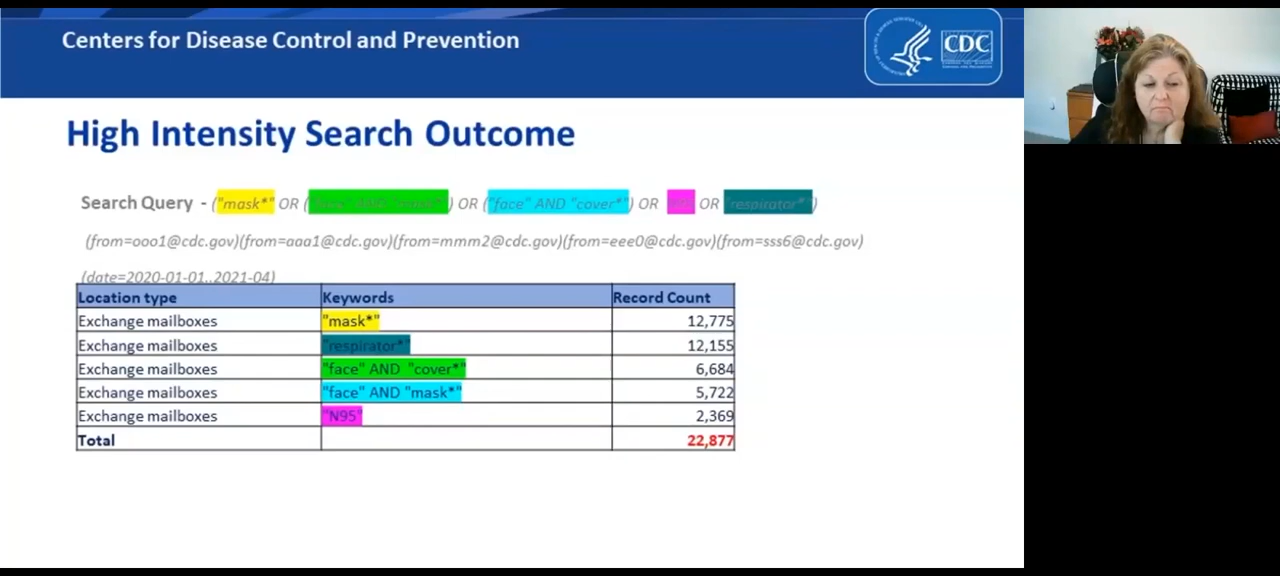 Centers for Disease Control and Prevention
CDC
High Intensity Search Outcome
Search Query - ("mask*" OR ("face" AND "mask*") OR ("face" AND "cover*") OR OR "respirator*")
(from=ooo1@cdc.gov)(from=aaa1@cdc.gov)(from=mmm2@cdc.gov)(from=eee0@cdc.gov)(from=sss6@cdc.gov)
(date=2020-01-01..2021-04)
Location type Keywords Record Count
Exchange mailboxes "mask*" 12,775
Exchange mailboxes "respirator*" 12,155
Exchange mailboxes "face" AND "cover*" 6,684
Exchange mailboxes "face" AND "mask*" 5,722
Exchange mailboxes "N95" 2,369
Total 22,877